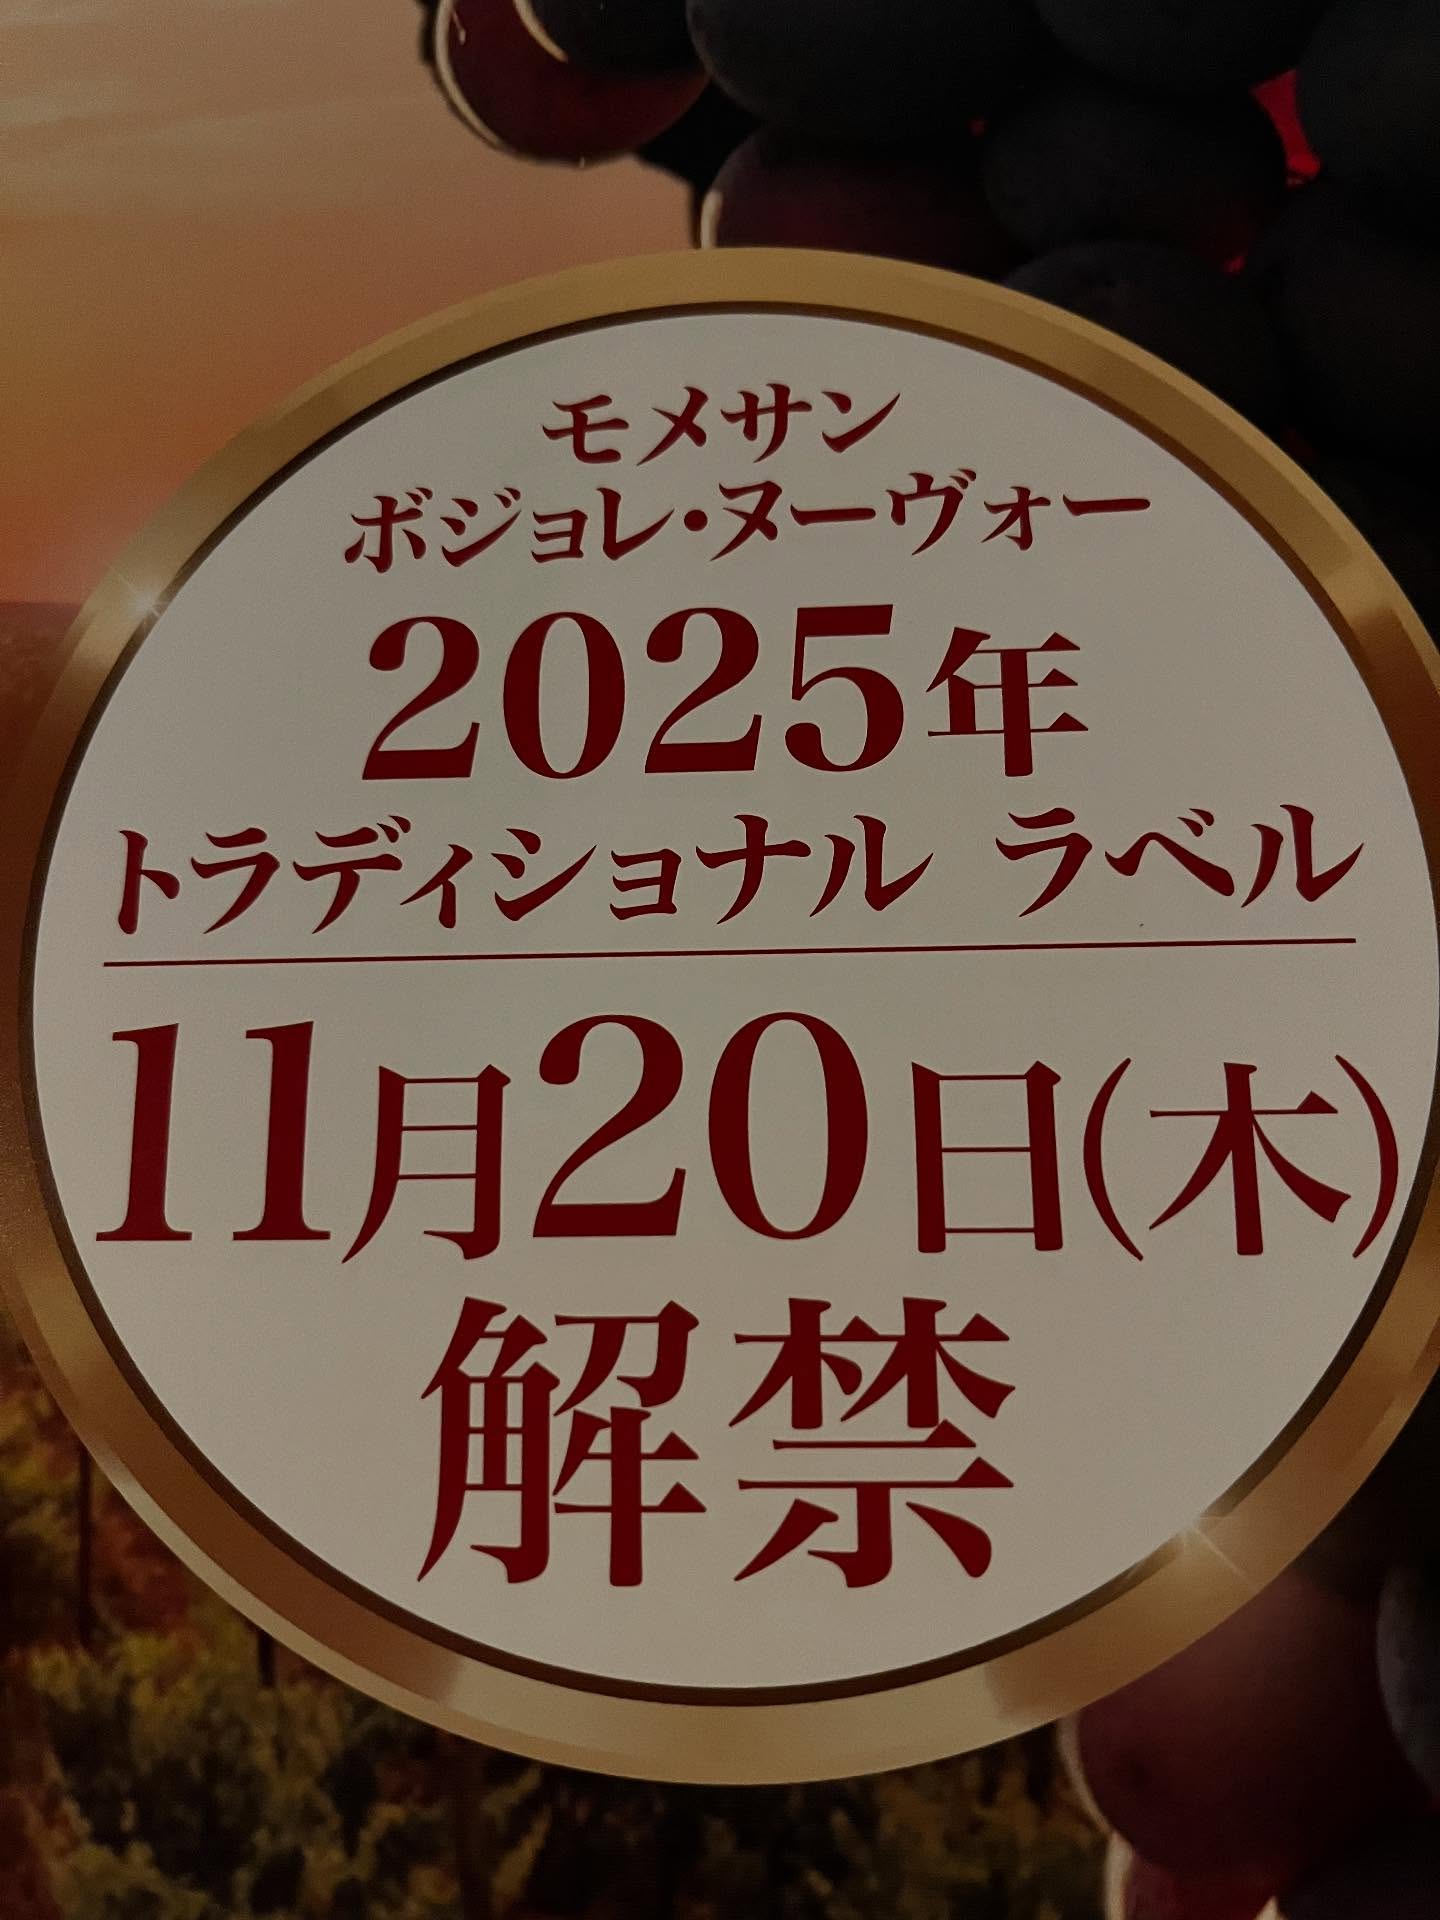 モメサン
ボジョレ・ヌーヴォー
2025年
トラディショナル ラベル
11月20日(木)
解禁